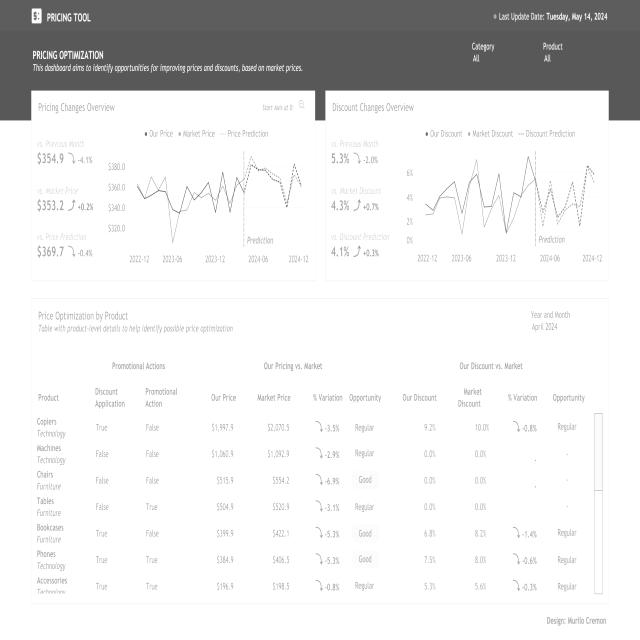 $: PRICING TOOL
Last Update Date: Tuesday, May 14, 2024
PRICING OPTIMIZATION
This dashboard aims to identify opportunities for improving prices and discounts, based on market prices.
Category
All
Product
All
Pricing Changes Overview
Start Axis at 0:
Our Price Market Price Price Prediction
vs. Previous Month
$354.9 -4.1%
vs. Market Price
$353.2 +0.2%
vs. Price Prediction
$369.7 -0.4%
$380.0
$360.0
$340.0
$320.0
Prediction
2022-12 2023-06 2023-12 2024-06 2024-12
Discount Changes Overview
Our Discount Market Discount Discount Prediction
vs. Previous Month
5.3% -2.0%
vs. Market Discount
4.3% +0.7%
vs. Discount Prediction
4.1% +0.3%
6%
4%
2%
0%
Prediction
2022-12 2023-06 2023-12 2024-06 2024-12
Price Optimization by Product
Table with product-level details to help identify possible price optimization
Year and Month
April 2024
Promotional Actions Our Pricing vs. Market Our Discount vs. Market
Product Discount Application Promotional Action Our Price Market Price % Variation Opportunity Our Discount Market Discount % Variation Opportunity
Copiers True False $1,997.9 $2,070.5 -3.5% Regular 9.2% 10.0% -0.8% Regular
Technology
Machines False False $1,060.9 $1,092.9 -2.9% Regular 0.0% 0.0% - -
Technology
Chairs False False $515.9 $554.2 -6.9% Good 0.0% 0.0% - -
Furniture
Tables False True $504.9 $520.9 -3.1% Regular 0.0% 0.0% - -
Furniture
Bookcases True False $399.9 $422.1 -5.3% Good 6.8% 8.2% -1.4% Regular
Furniture
Phones True True $384.9 $406.5 -5.3% Good 7.5% 8.0% -0.6% Regular
Technology
Accessories True True $196.9 $198.5 -0.8% Regular 5.3% 5.6% -0.3% Regular
Technology
Design: Murilo Cremon